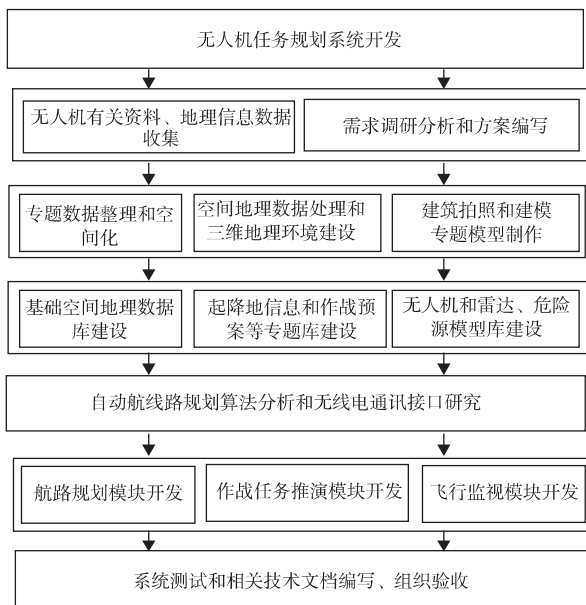 无人机任务规划系统开发
无人机有关资料、地理信息数据
收集
需求调研分析和方案编写
专题数据整理和空
间化
空间地理数据处理和
三维地理环境建设
建筑拍照和建模
专题模型制作
基础空间地理数据
库建设
起降地信息和作战预
案等专题库建设
无人机和雷达、危险
源模型库建设
自动航线路规划算法分析和无线电通讯接口研究
航路规划模块开发
作战任务推演模块开发
飞行监视模块开发
系统测试和相关技术文档编写、组织验收